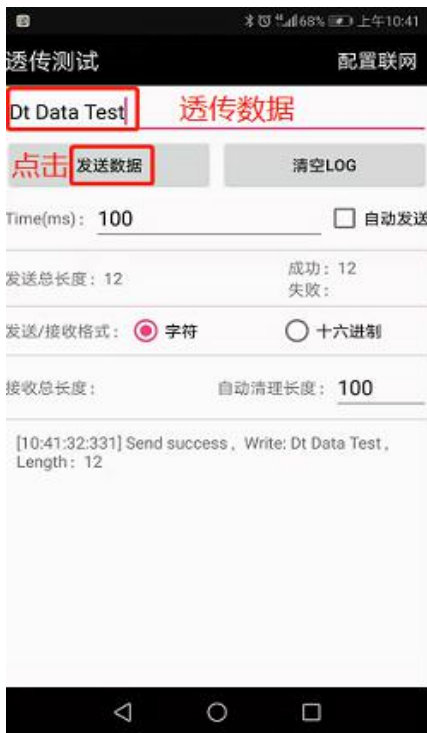 68% 上午10:41
透传测试 配置联网
Dt Data Test 透传数据
点击 发送数据 清空LOG
Time(ms)： 100 自动发送
发送总长度：12 成功：12
失败：
发送/接收格式： 字符 十六进制
接收总长度： 自动清理长度： 100
[10:41:32:331] Send success，Write: Dt Data Test，
Length：12